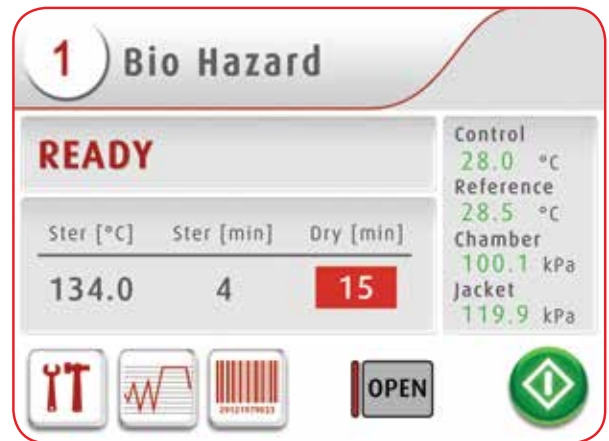 1 Bio Hazard
READY
Ster [°C] Ster [min] Dry [min]
134.0 4 15
Control
28.0 °C
Reference
28.5 °C
Chamber
100.1 kPa
Jacket
119.9 kPa
OPEN